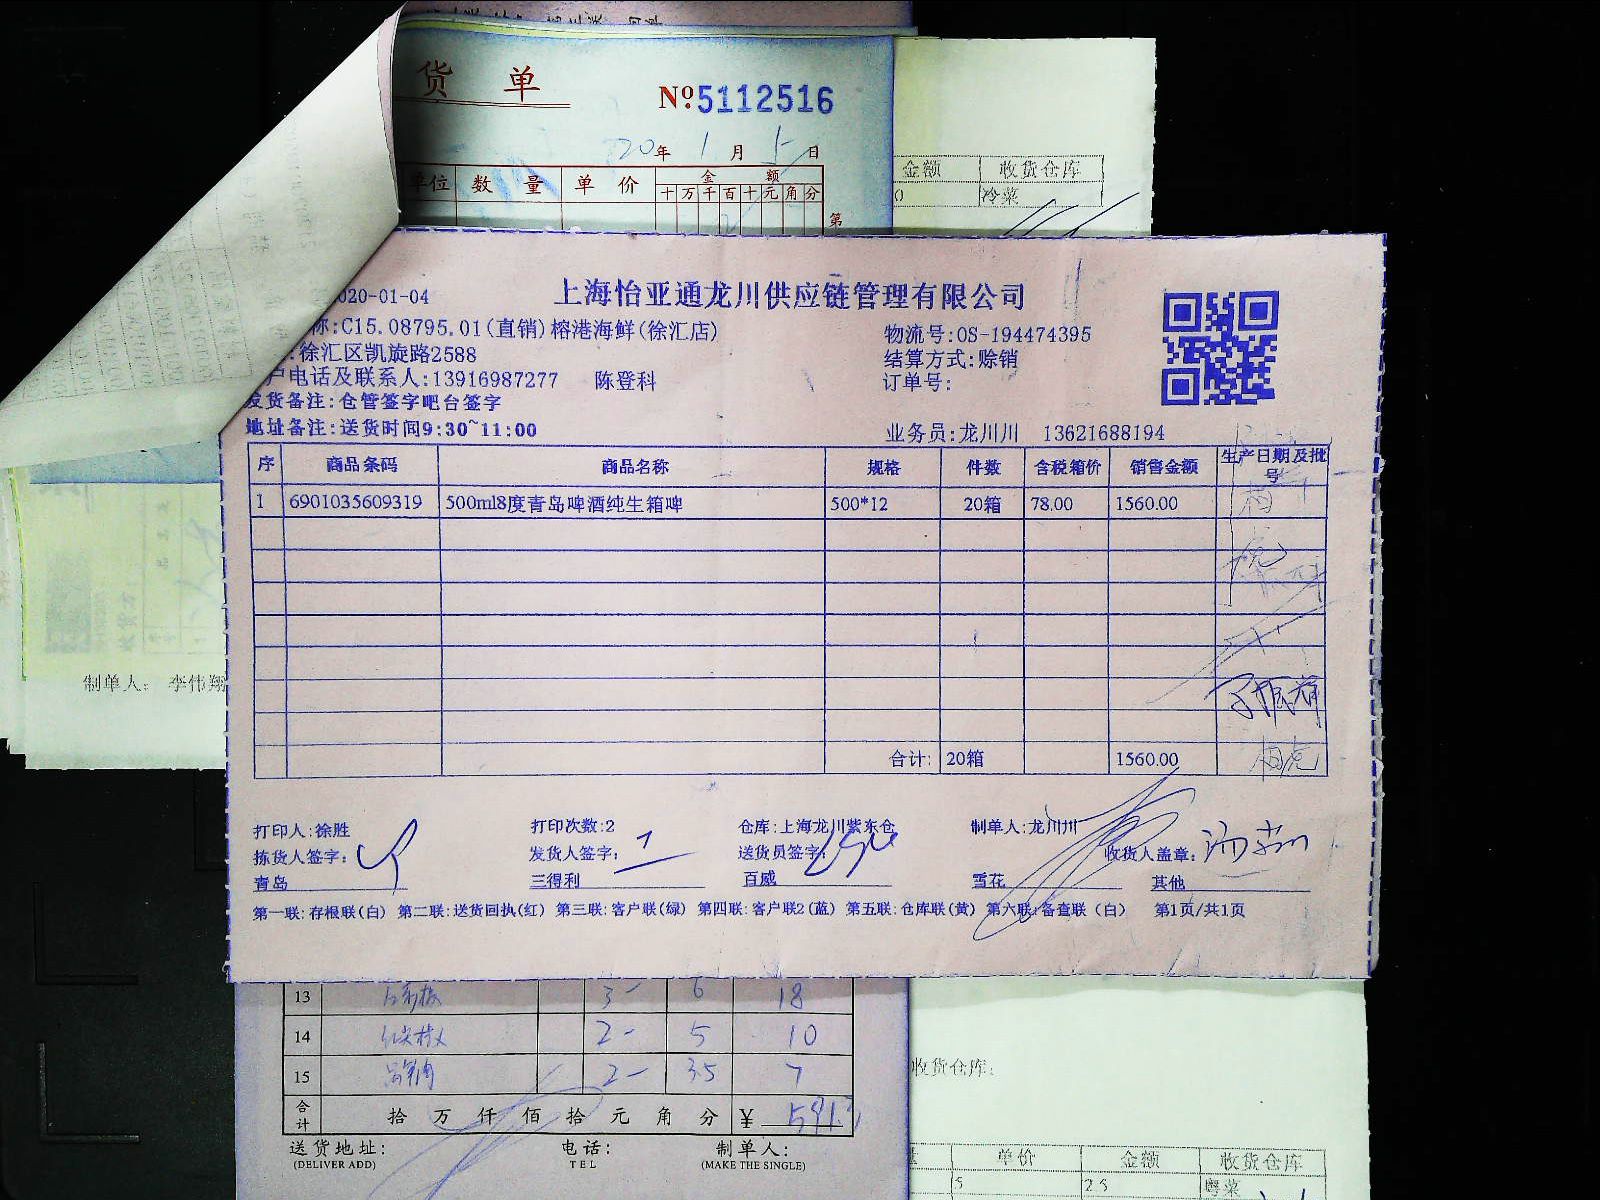 货 单
№5112516
20年 1月 5日
单位 数 量 单 价 金 额
十万千百十元角分
第
金额 收货仓库
0 冷菜
020-01-04 上海怡亚通龙川供应链管理有限公司
称:C15.08795.01(直销)榕港海鲜(徐汇店) 物流号:OS-194474395
:徐汇区凯旋路2588 结算方式:赊销
户电话及联系人:13916987277 陈登科 订单号:
发货备注:仓管签字吧台签字
地址备注:送货时间9:30~11:00 业务员:龙川川 13621688194
序 商品条码 商品名称 规格 件数 含税箱价 销售金额 生产日期及批号
1 6901035609319 500ml8度青岛啤酒纯生箱啤 500*12 20箱 78.00 1560.00
合计: 20箱 1560.00
制单人: 李伟翔
打印人:徐胜 打印次数:2 仓库:上海龙川紫东仓 制单人:龙川川
拣货人签字: 发货人签字: 送货员签字: 收货人盖章:
青岛 三得利 百威 雪花 其他
第一联:存根联(白) 第二联:送货回执(红) 第三联:客户联(绿) 第四联:客户联2(蓝) 第五联:仓库联(黄) 第六联:备查联(白) 第1页/共1页
13 3- 6 18
14 2- 5 10
15 2- 3.5 7
合计 拾 万 仟 佰 拾 元 角 分 ¥
送货地址: 电话: 制单人:
(DELIVER ADD) TEL (MAKE THE SINGLE)
收货仓库:
量 单价 金额 收货仓库
5 25 粤菜